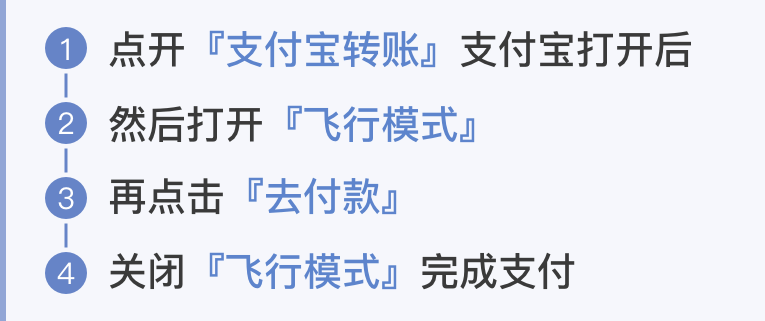 1 点开『支付宝转账』支付宝打开后
2 然后打开『飞行模式』
3 再点击『去付款』
4 关闭『飞行模式』完成支付